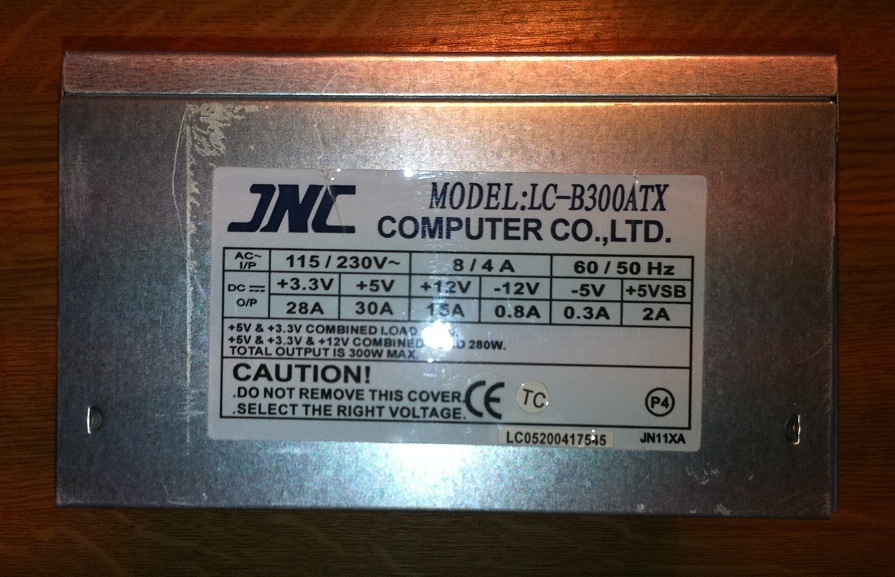 JNC
MODEL:LC-B300ATX
COMPUTER CO.,LTD.
AC~ I/P 115 / 230V~ 8 / 4 A 60 / 50 Hz
DC O/P +3.3V +5V +12V -12V -5V +5VSB
28A 30A 15A 0.8A 0.3A 2A
+5V & +3.3V COMBINED LOAD
+5V & +3.3V & +12V COMBINED 280W.
TOTAL OUTPUT IS 300W MAX.
CAUTION!
.DO NOT REMOVE THIS COVER.
.SELECT THE RIGHT VOLTAGE.
CE TC P4
LC05200417545 JN11XA